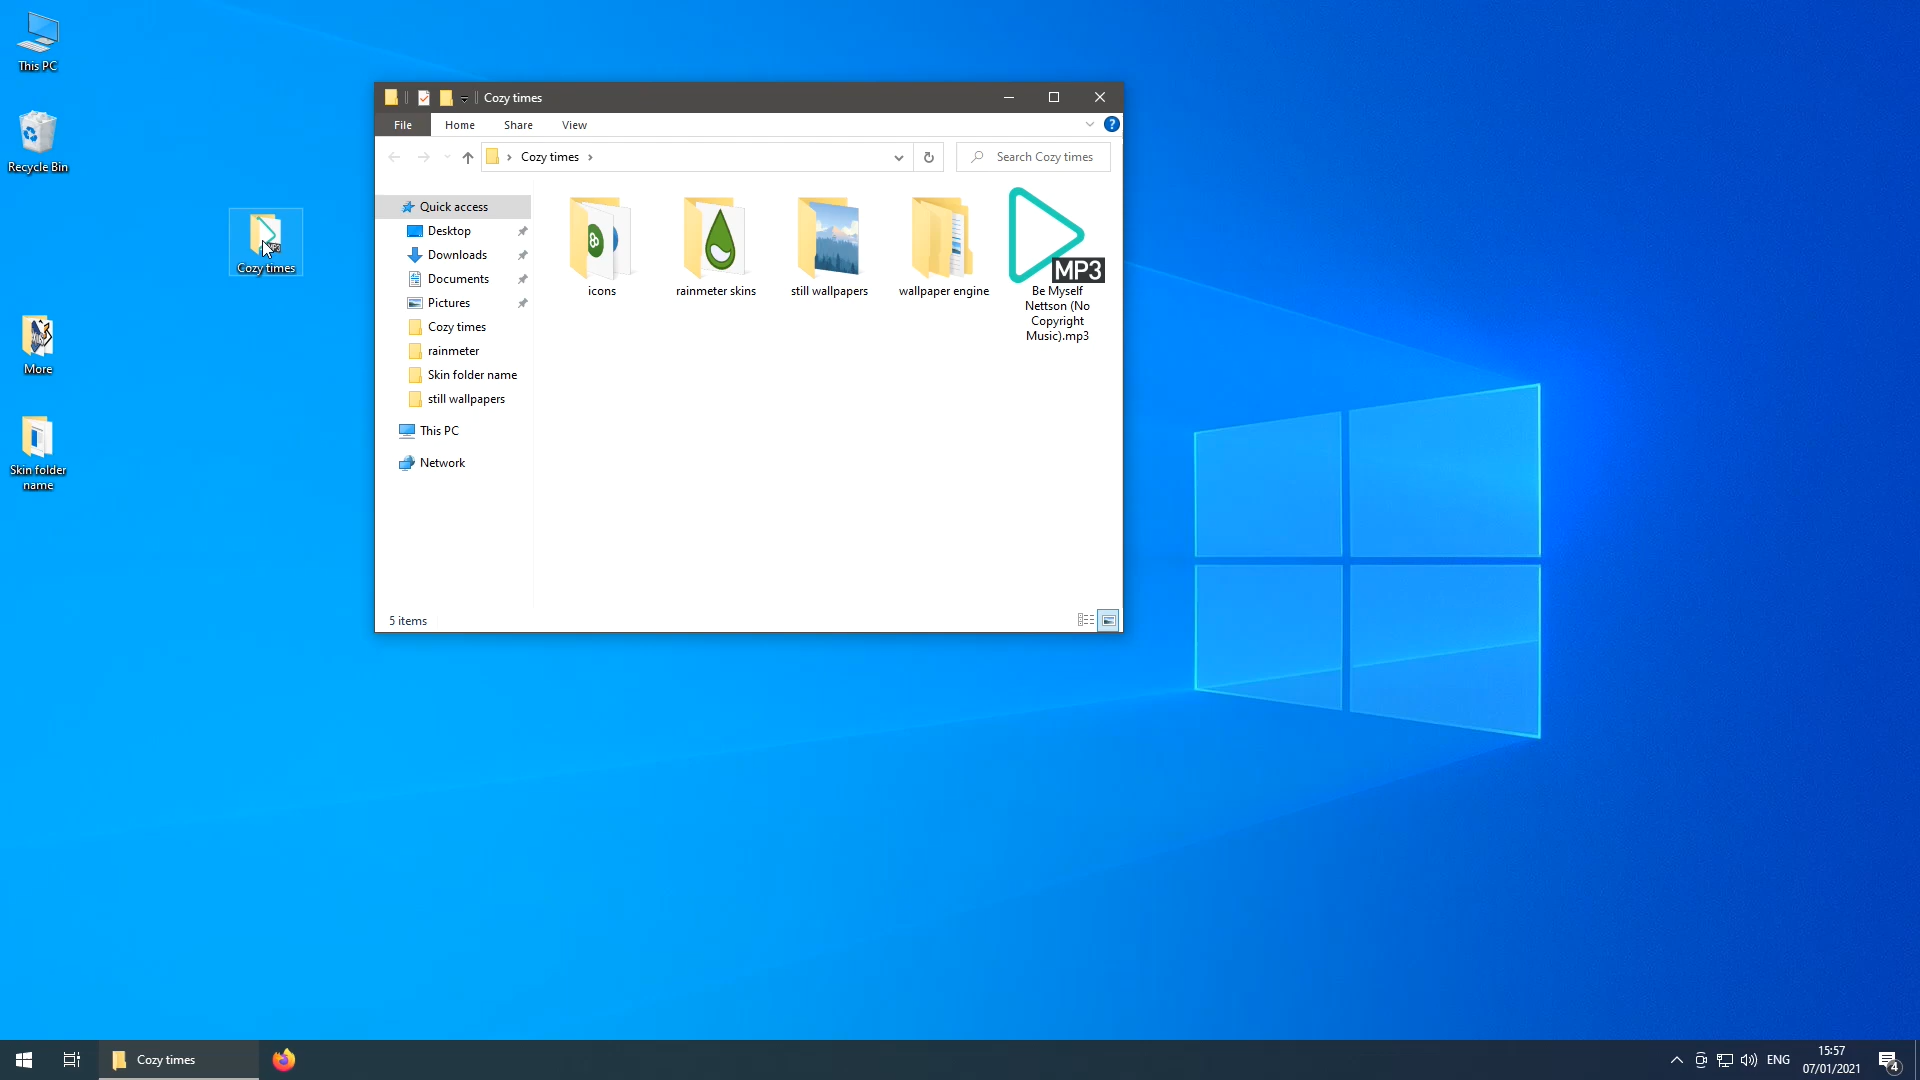 This PC
Recycle Bin
Cozy times
More
Skin folder
name
Cozy times
File
Home
Share
View
?
Cozy times
Search Cozy times
Quick access
Desktop
Downloads
Documents
Pictures
Cozy times
rainmeter
Skin folder name
still wallpapers
This PC
Network
icons
rainmeter skins
still wallpapers
wallpaper engine
MP3
Be Myself
Nettson (No
Copyright
Music).mp3
5 items
Cozy times
ENG
15:57
07/01/2021
4